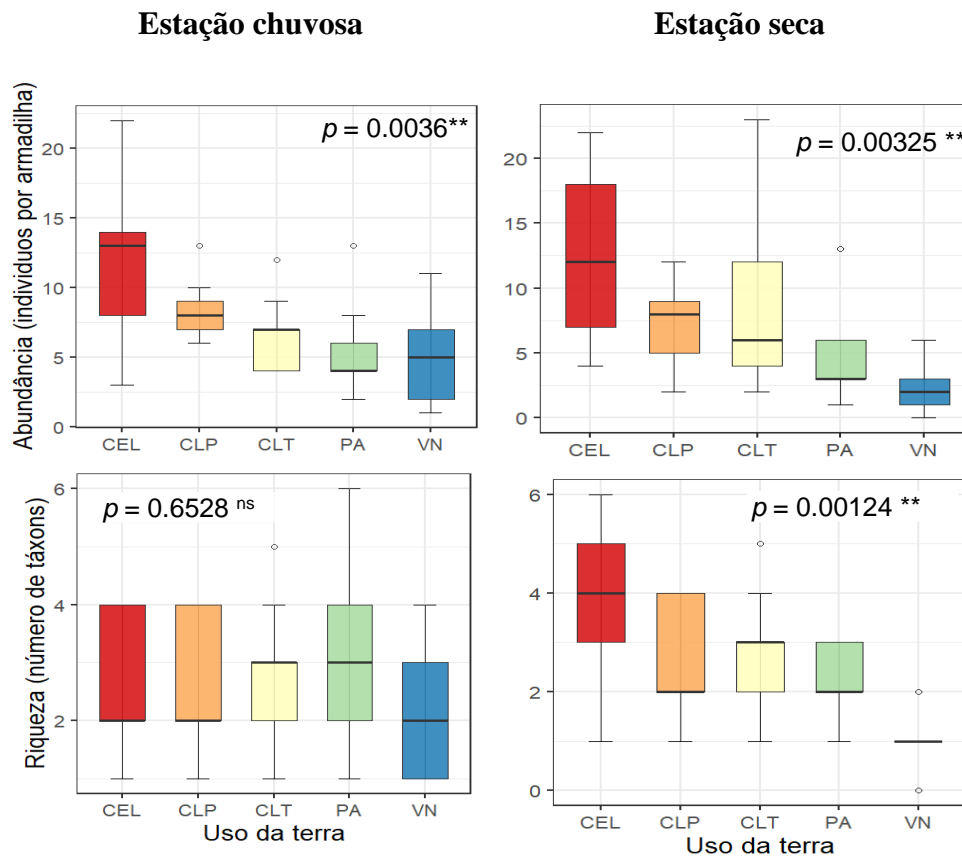 Estação chuvosa
Estação seca
Abundância (individuos por armadilha)
20
15
10
5
0
p = 0.0036**
CEL CLP CLT PA VN
20
15
10
5
0
p = 0.00325 **
CEL CLP CLT PA VN
Riqueza (número de táxons)
6
4
2
p = 0.6528 ns
CEL CLP CLT PA VN
Uso da terra
6
4
2
0
p = 0.00124 **
CEL CLP CLT PA VN
Uso da terra